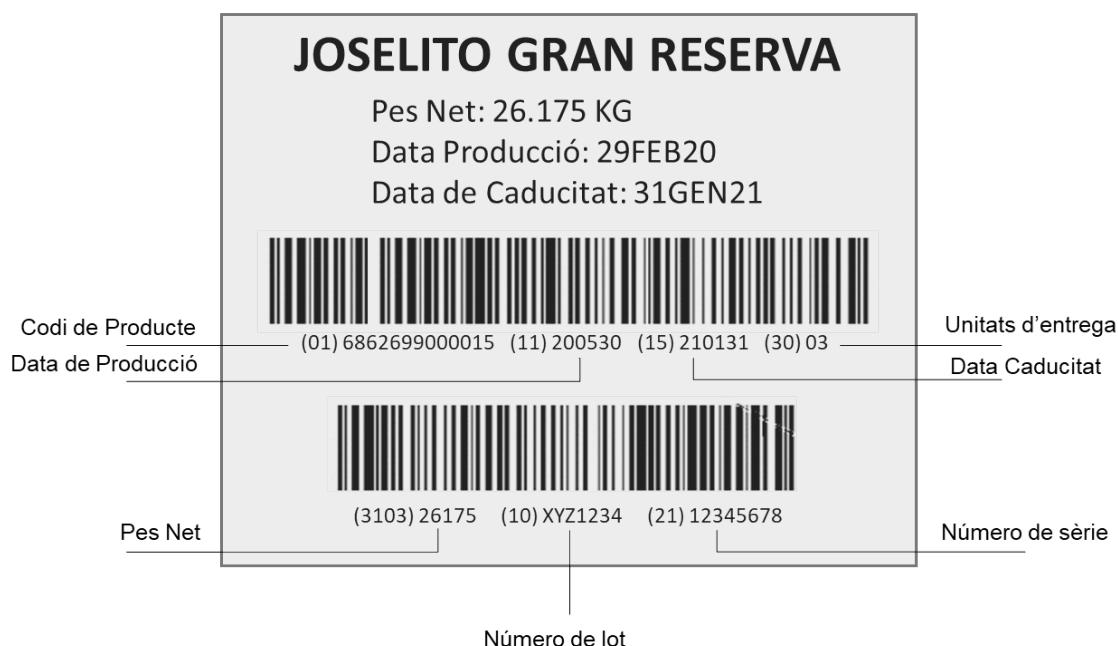 JOSELITO GRAN RESERVA
Pes Net: 26.175 KG
Data Producció: 29FEB20
Data de Caducitat: 31GEN21
Codi de Producte
(01) 6862699000015 (11) 200530 (15) 210131 (30) 03
Unitats d’entrega
Data de Producció
Data Caducitat
(3103) 26175 (10) XYZ1234 (21) 12345678
Pes Net
Número de sèrie
Número de lot